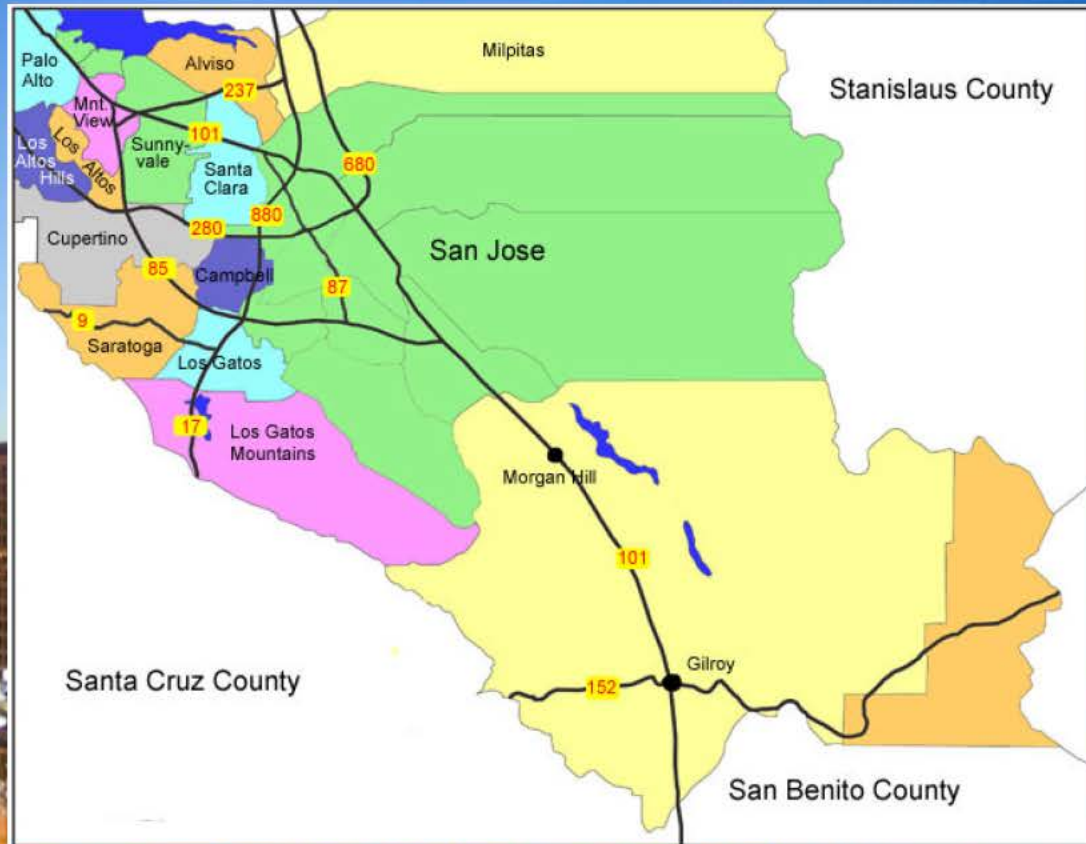 Milpitas
Alviso
Palo
Alto
Stanislaus County
237
Mnt.
View
101
Los
Altos
Hills
Los Altos
Sunny-
vale
Santa
Clara
680
880
280
Cupertino
San Jose
85
Campbell
87
9
Saratoga
Los Gatos
17
Los Gatos
Mountains
Morgan Hill
101
Gilroy
152
Santa Cruz County
San Benito County